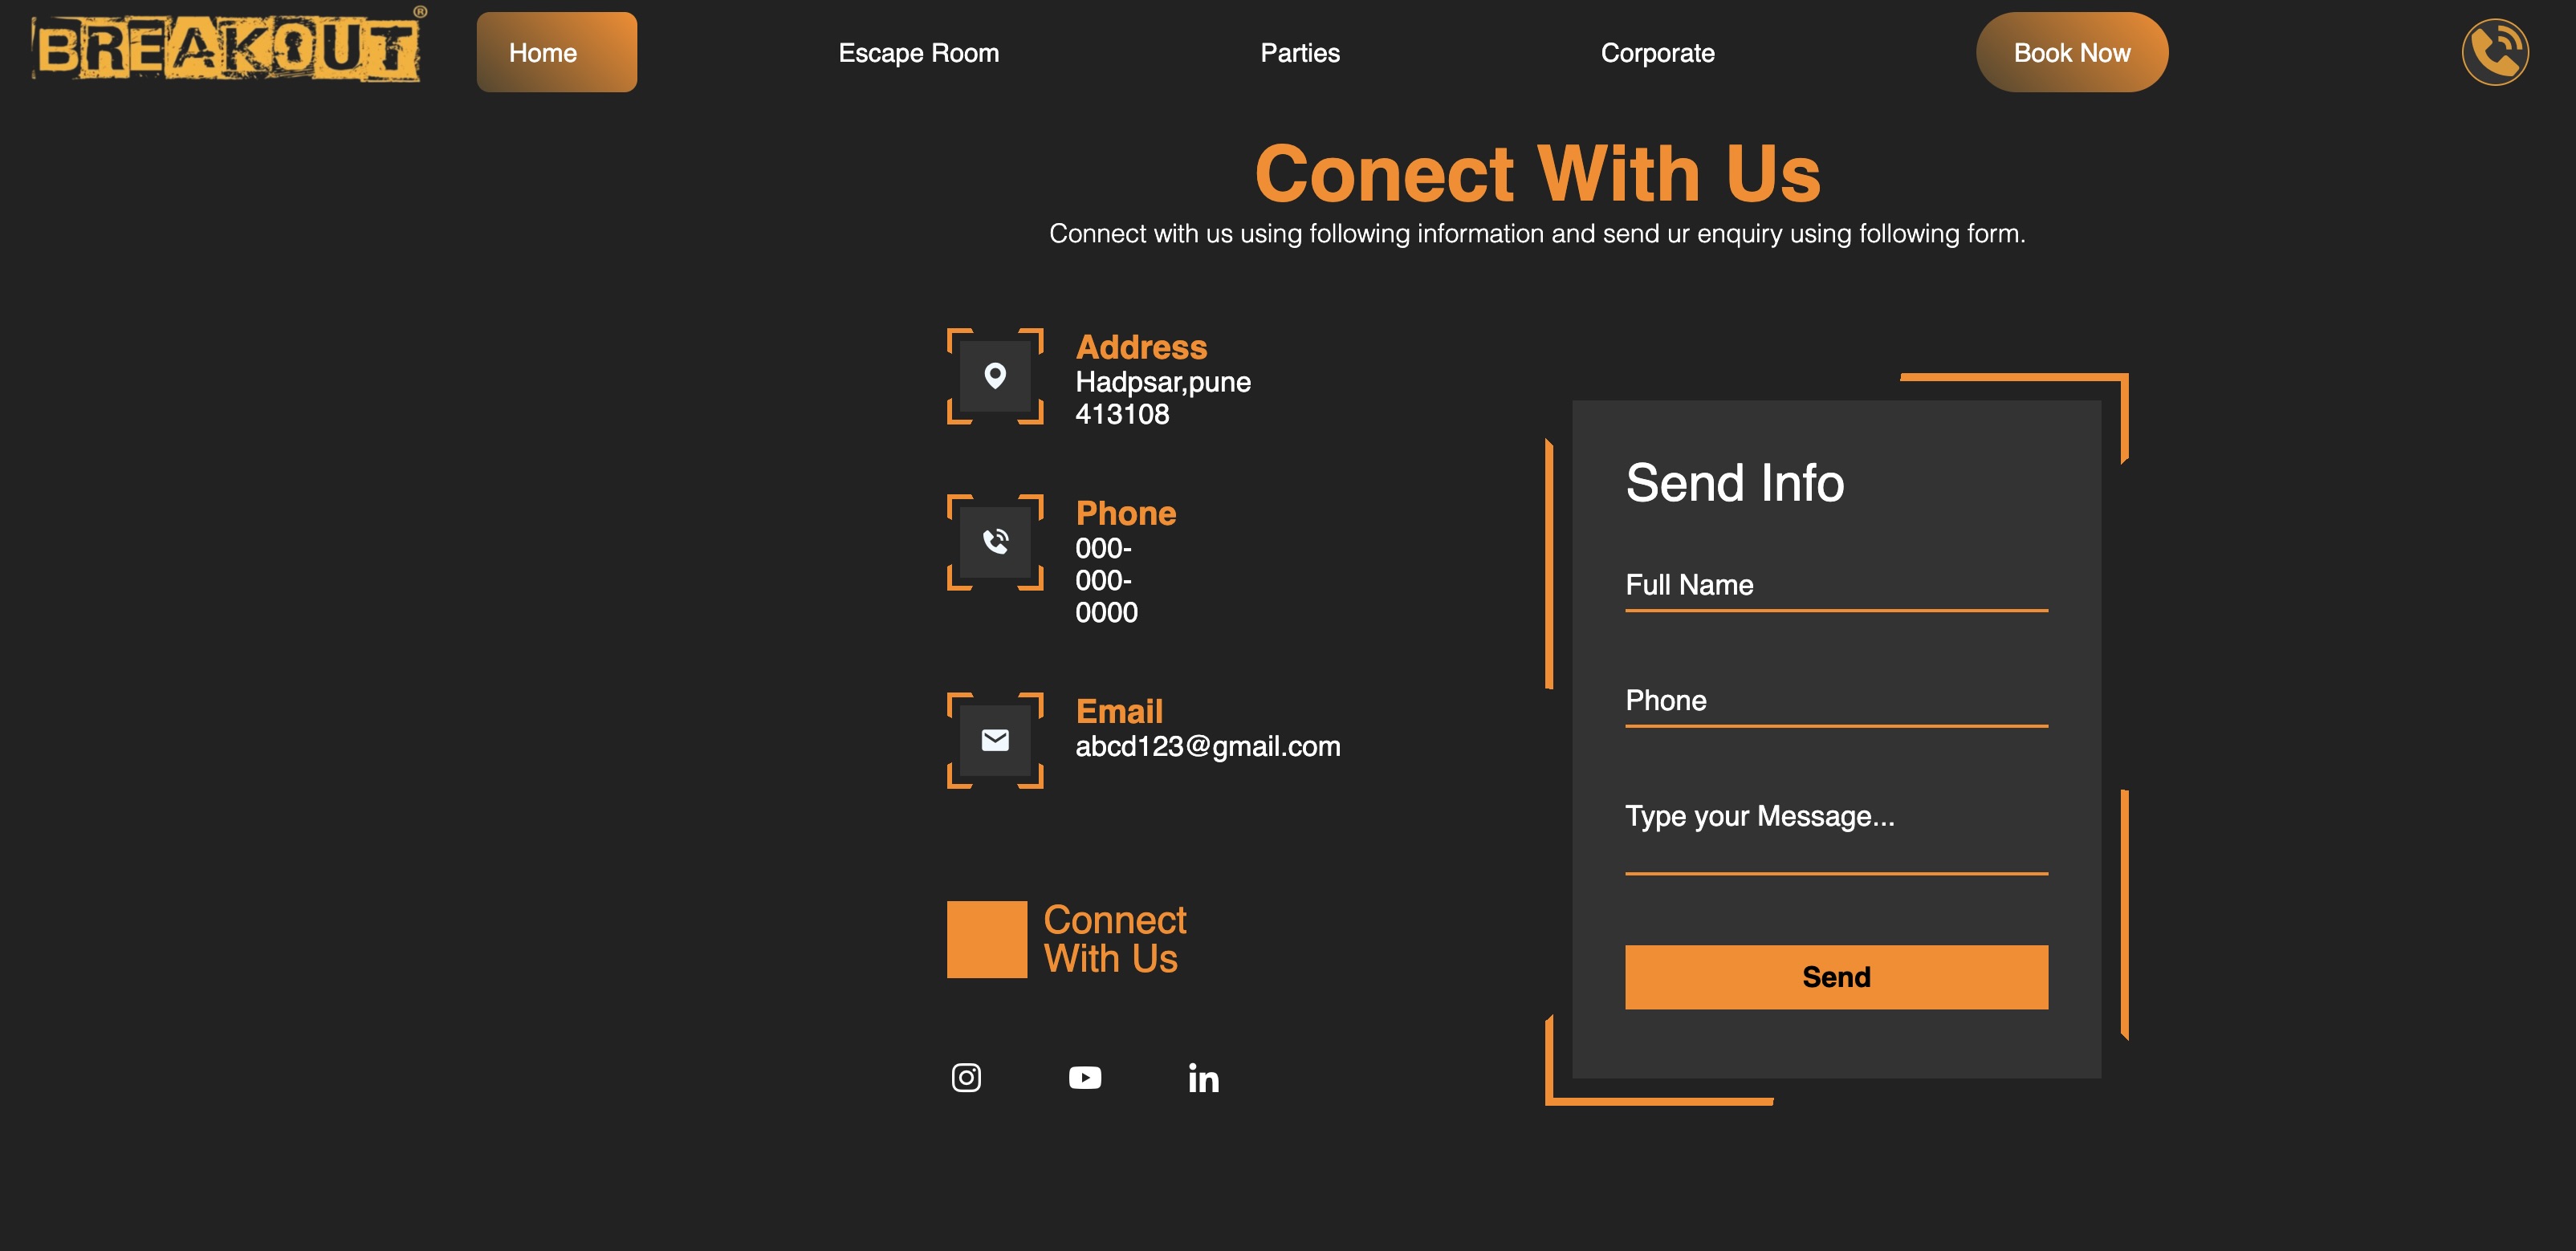 BREAKOUT®
Home
Escape Room
Parties
Corporate
Book Now
Conect With Us
Connect with us using following information and send ur enquiry using following form.
Address
Hadpsar,pune
413108
Phone
000-
000-
0000
Email
abcd123@gmail.com
Connect
With Us
in
Send Info
Full Name
Phone
Type your Message...
Send